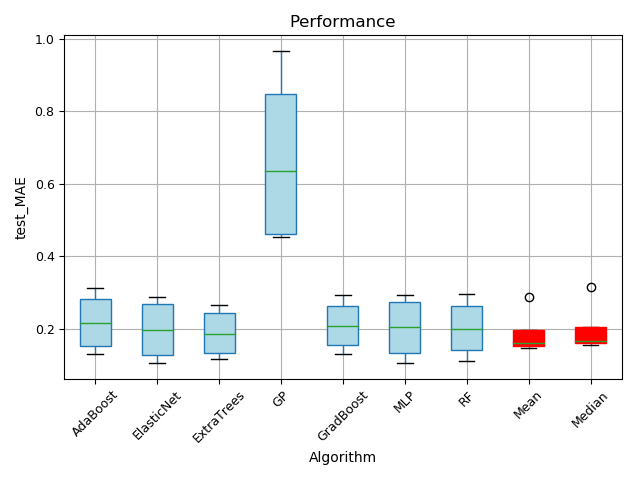 Performance
1.0
0.8
0.6
0.4
0.2
test_MAE
AdaBoost
ElasticNet
ExtraTrees
GP
GradBoost
MLP
RF
Mean
Median
Algorithm